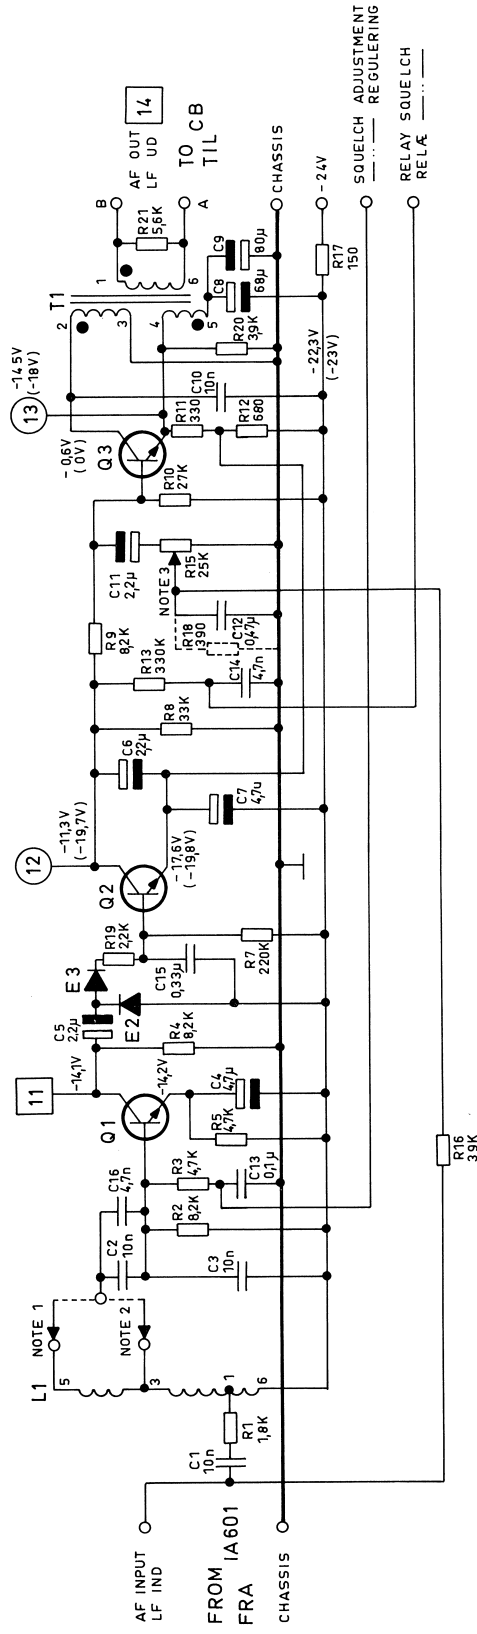 AF INPUT
LF IND
FROM IA601
FRA
CHASSIS
C1
10n
R1
1,8K
L1
NOTE 1
NOTE 2
5
3
1
6
C2
10n
C16
4,7n
C3
10n
R2
8,2K
R3
4,7K
C13
0,1µ
11
Q1
-14,1V
-14,2V
R5
4,7K
C4
4,7µ
R4
8,2K
C5
2,2µ
E2
E3
R19
2,2K
C15
0,33µ
R7
220K
12
Q2
-11,3V
(-19,7V)
-17,6V
(-19,8V)
C7
4,7u
C6
2,2µ
R8
33K
R13
330K
C14
4,7n
R9
8,2K
R18
390
C12
0,47µ
NOTE 3
C11
2,2µ
R15
25K
R10
27K
13
-14,5V
(-18V)
-0,6V
( 0V)
Q3
R11
330
R12
680
C10
10n
R20
3,9K
T1
2
3
4
5
1
6
C8
68µ
C9
80µ
R21
5,6K
B
A
AF OUT
LF UD
14
TO CB
TIL
CHASSIS
-22,3V
(-23V)
R17
150
-24V
SQUELCH ADJUSTMENT
— ·· — REGULERING
RELAY SQUELCH
RELÆ — ·· —
R16
39K